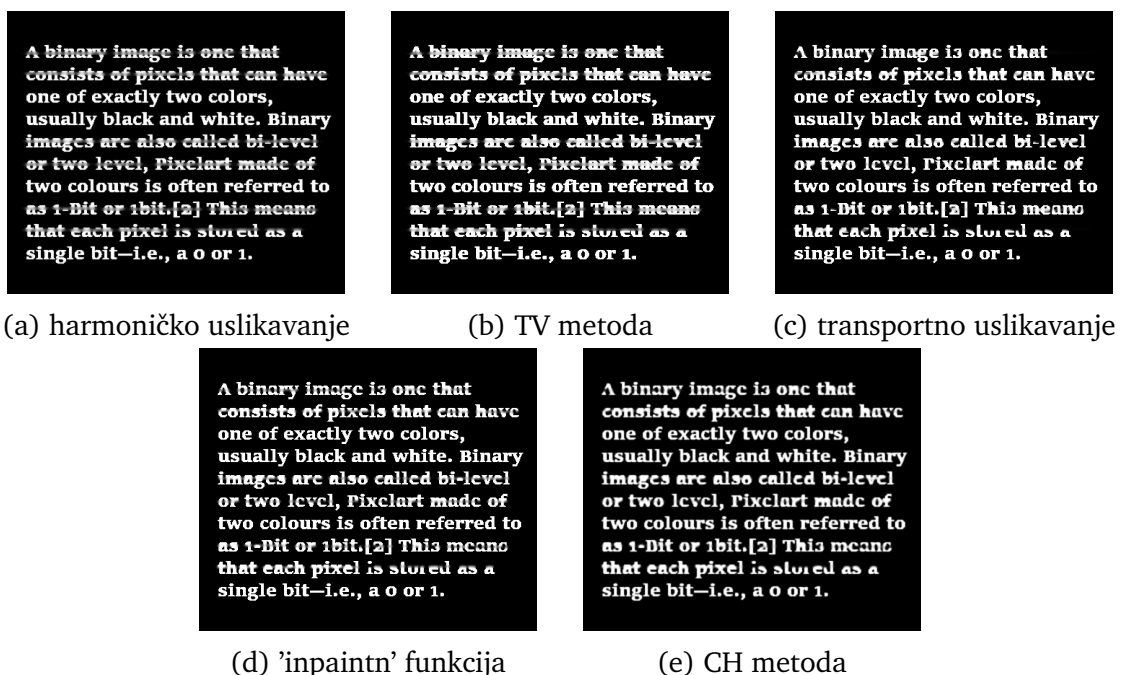 A binary image is one that
consists of pixels that can have
one of exactly two colors,
usually black and white. Binary
images are also called bi-level
or two level, Pixelart made of
two colours is often referred to
as 1-Bit or 1bit.[2] This means
that each pixel is stored as a
single bit—i.e., a 0 or 1.
(a) harmoničko uslikavanje
A binary image is one that
consists of pixels that can have
one of exactly two colors,
usually black and white. Binary
images are also called bi-level
or two level, Pixelart made of
two colours is often referred to
as 1-Bit or 1bit.[2] This means
that each pixel is stored as a
single bit—i.e., a 0 or 1.
(b) TV metoda
A binary image is one that
consists of pixels that can have
one of exactly two colors,
usually black and white. Binary
images are also called bi-level
or two level, Pixelart made of
two colours is often referred to
as 1-Bit or 1bit.[2] This means
that each pixel is stored as a
single bit—i.e., a 0 or 1.
(c) transportno uslikavanje
A binary image is one that
consists of pixels that can have
one of exactly two colors,
usually black and white. Binary
images are also called bi-level
or two level, Pixelart made of
two colours is often referred to
as 1-Bit or 1bit.[2] This means
that each pixel is stored as a
single bit—i.e., a 0 or 1.
(d) ’inpaintn’ funkcija
A binary image is one that
consists of pixels that can have
one of exactly two colors,
usually black and white. Binary
images are also called bi-level
or two level, Pixelart made of
two colours is often referred to
as 1-Bit or 1bit.[2] This means
that each pixel is stored as a
single bit—i.e., a 0 or 1.
(e) CH metoda